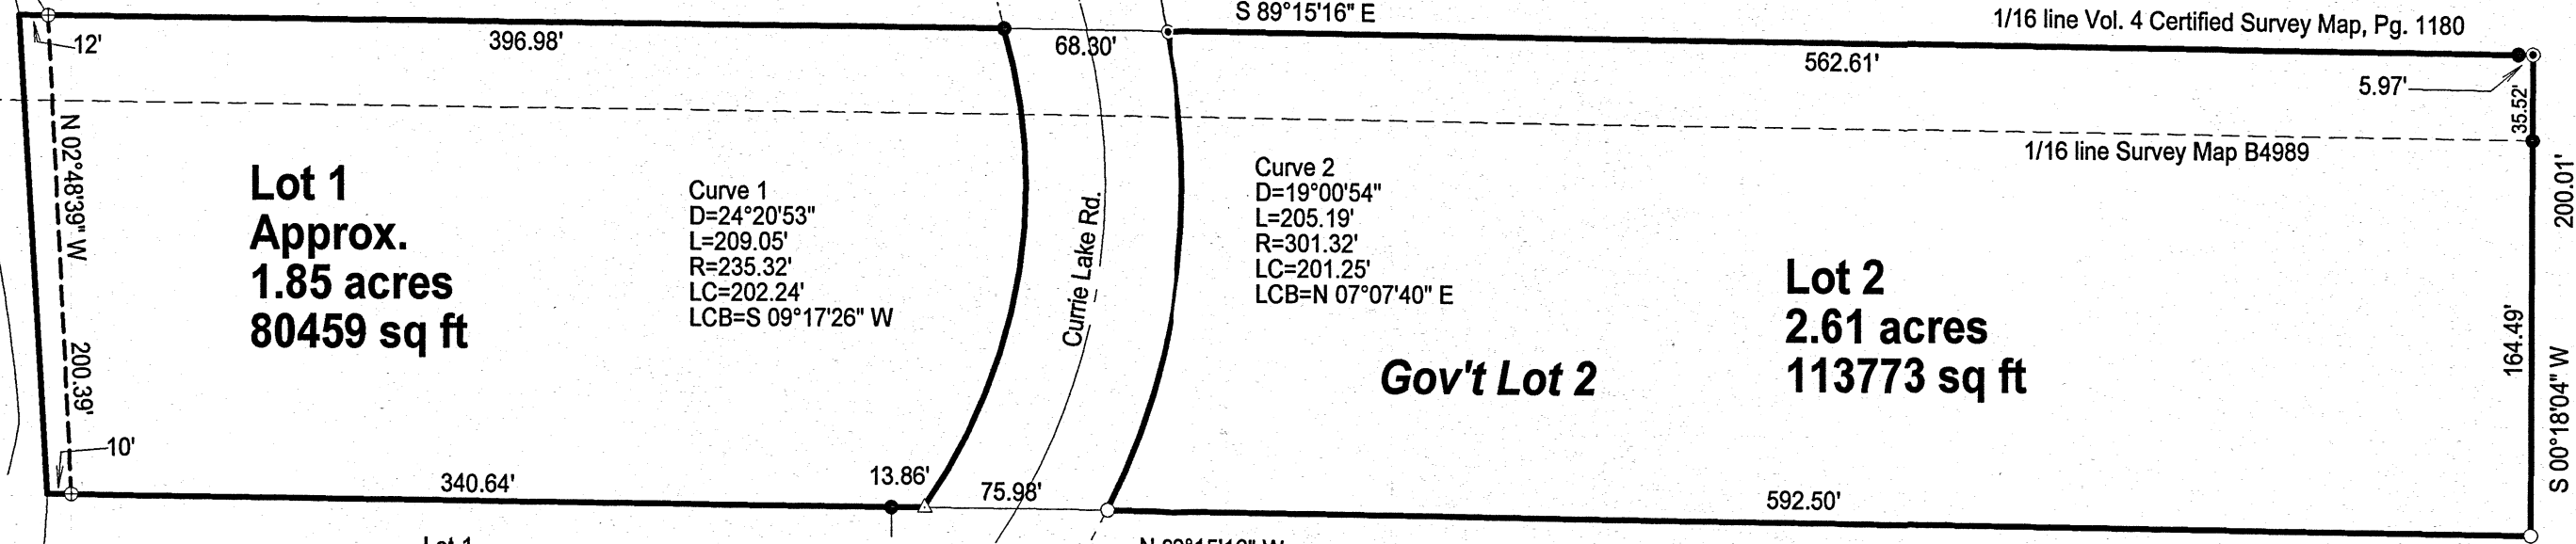 S 89°15'16" E
1/16 line Vol. 4 Certified Survey Map, Pg. 1180
12'
396.98'
68.30'
562.61'
5.97'
35.52'
N 02°48'39" W
200.39'
Lot 1
Approx.
1.85 acres
80459 sq ft
Curve 1
D=24°20'53"
L=209.05'
R=235.32'
LC=202.24'
LCB=S 09°17'26" W
Currie Lake Rd.
Curve 2
D=19°00'54"
L=205.19'
R=301.32'
LC=201.25'
LCB=N 07°07'40" E
1/16 line Survey Map B4989
Lot 2
2.61 acres
113773 sq ft
Gov't Lot 2
200.01'
164.49'
S 00°18'04" W
10'
340.64'
13.86'
75.98'
592.50'
Lot 1